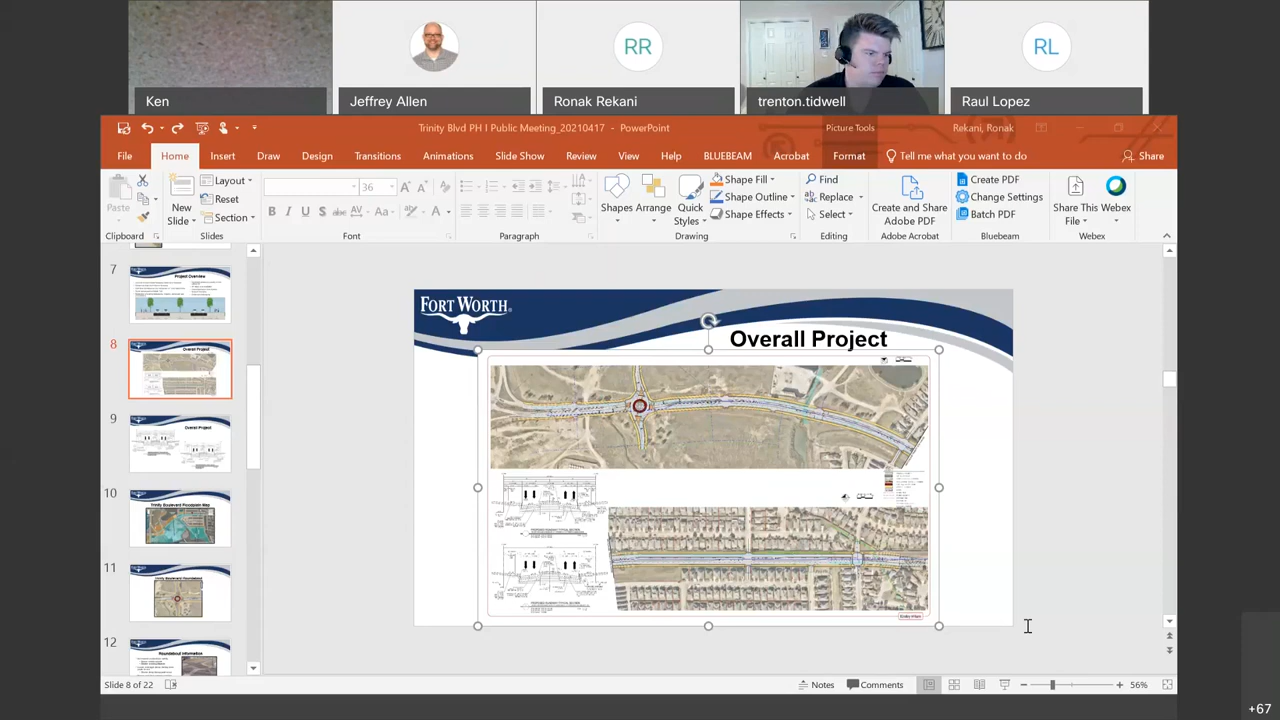 RR
RL
Ken
Jeffrey Allen
Ronak Rekani
trenton.tidwell
Raul Lopez
Trinity Blvd PH I Public Meeting_20210417 - PowerPoint
Picture Tools
Rekani, Ronak
File
Home
Insert
Draw
Design
Transitions
Animations
Slide Show
Review
View
Help
BLUEBEAM
Acrobat
Format
Tell me what you want to do
Share
Paste
New Slide
Layout
Reset
Section
36
B I U S abc AV Aa A
Shapes
Arrange
Quick Styles
Shape Fill
Shape Outline
Shape Effects
Find
Replace
Select
Create and Share Adobe PDF
Create PDF
Change Settings
Batch PDF
Share This File
Webex
Clipboard
Slides
Font
Paragraph
Drawing
Editing
Adobe Acrobat
Bluebeam
Webex
7
Project Overview
8
Overall Project
9
Overall Project
10
Trinity Boulevard Floodplain Map
11
Trinity Boulevard Roundabout
12
Roundabout Information
FORT WORTH®
Overall Project
Slide 8 of 22
Notes
Comments
56%
+67